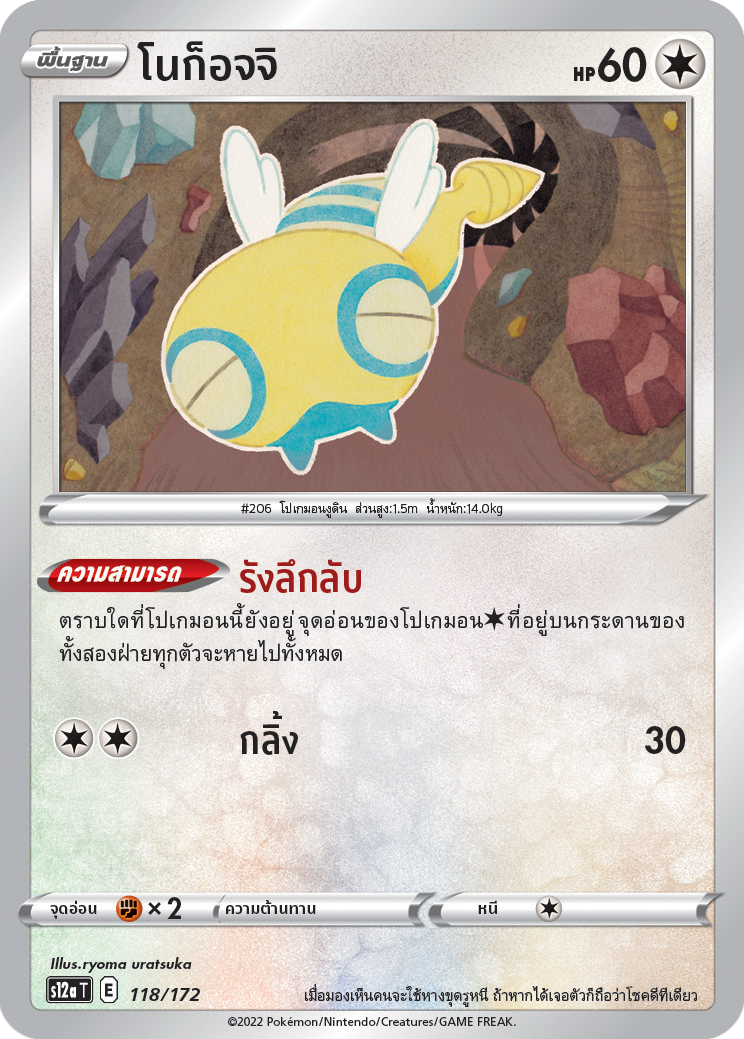 พื้นฐาน โนก็อจจิ HP60
#206 โปเกมอนงูดิน ส่วนสูง:1.5m น้ำหนัก:14.0kg
ความสามารถ รังลึกลับ
ตราบใดที่โปเกมอนนี้ยังอยู่ จุดอ่อนของโปเกมอน ที่อยู่บนกระดานของ
ทั้งสองฝ่ายทุกตัวจะหายไปทั้งหมด
กลิ้ง 30
จุดอ่อน ×2 ความต้านทาน หนี
Illus.ryoma uratsuka
s12a T E 118/172 เมื่อมองเห็นคนจะใช้หางขุดรูหนี ถ้าหากได้เจอตัวก็ถือว่าโชคดีทีเดียว
©2022 Pokémon/Nintendo/Creatures/GAME FREAK.